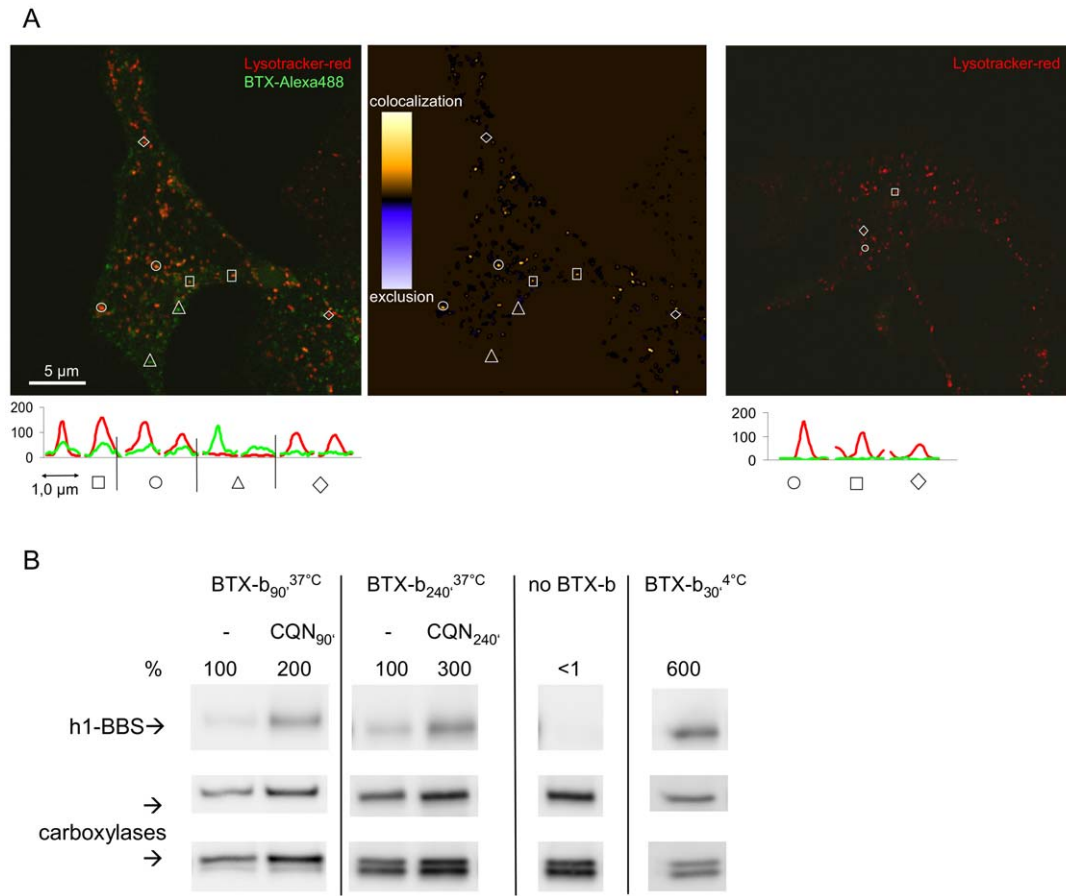 A
Lysotracker-red
BTX-Alexa488
5 µm
colocalization
exclusion
Lysotracker-red
200
100
0
1,0 µm
200
100
0
B
BTX-b90',37°C
BTX-b240',37°C
no BTX-b
BTX-b30',4°C
- CQN90' - CQN240'
% 100 200 100 300 <1 600
h1-BBS→
→
carboxylases
→